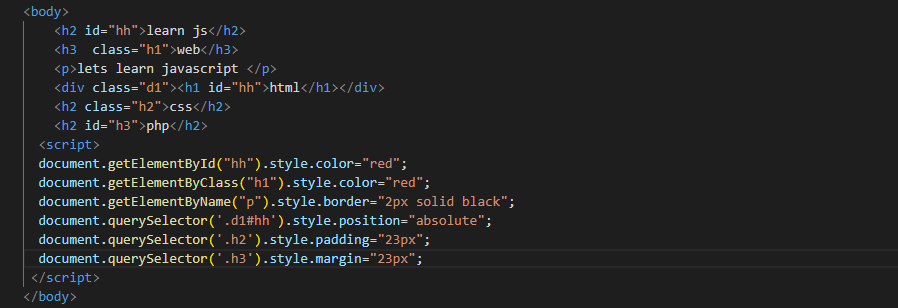 <body>
<h2 id="hh">learn js</h2>
<h3  class="h1">web</h3>
<p>lets learn javascript </p>
<div class="d1"><h1 id="hh">html</h1></div>
<h2 class="h2">css</h2>
<h2 id="h3">php</h2>
<script>
document.getElementById("hh").style.color="red";
document.getElementByClass("h1").style.color="red";
document.getElementByName("p").style.border="2px solid black";
document.querySelector('.d1#hh').style.position="absolute";
document.querySelector('.h2').style.padding="23px";
document.querySelector('.h3').style.margin="23px";
</script>
</body>